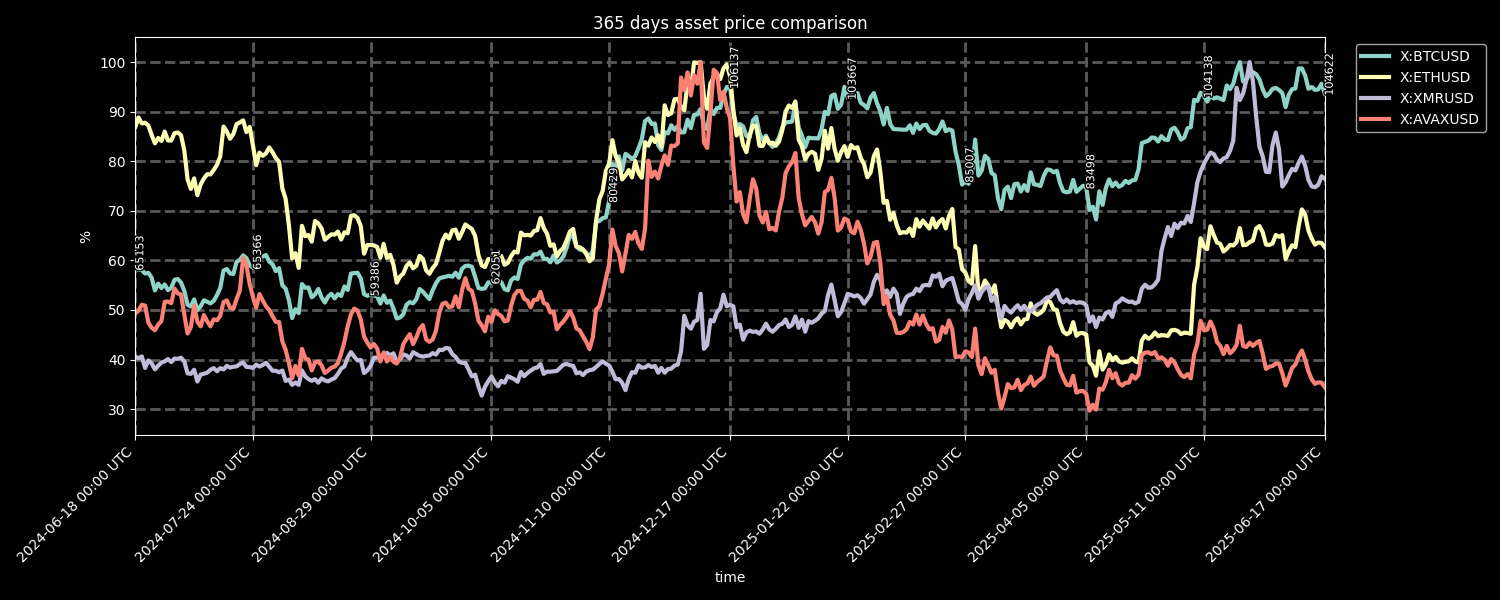 365 days asset price comparison
X:BTCUSD
X:ETHUSD
X:XMRUSD
X:AVAXUSD
%
100
90
80
70
60
50
40
30
65153
65366
59386
62051
80429
106137
103667
85007
83498
104138
104622
2024-06-18 00:00 UTC
2024-07-24 00:00 UTC
2024-08-29 00:00 UTC
2024-10-05 00:00 UTC
2024-11-10 00:00 UTC
2024-12-17 00:00 UTC
2025-01-22 00:00 UTC
2025-02-27 00:00 UTC
2025-04-05 00:00 UTC
2025-05-11 00:00 UTC
2025-06-17 00:00 UTC
time